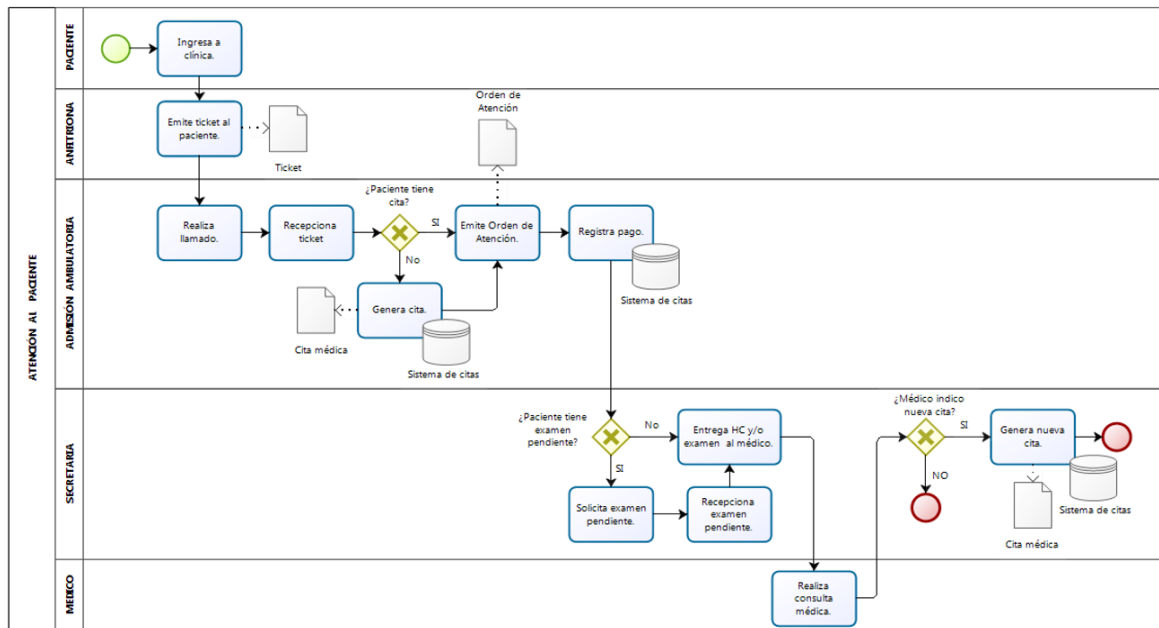 ATENCIÓN AL PACIENTE
PACIENTE
Ingresa a
clínica.
ANFITRIONA
Emite ticket al
paciente.
Ticket
Orden de
Atención
ADMISIÓN AMBULATORIA
Realiza
llamado.
Recepciona
ticket
¿Paciente tiene
cita?
SI
No
Emite Orden de
Atención.
Registra pago.
Sistema de citas
Genera cita.
Cita médica
Sistema de citas
SECRETARIA
¿Paciente tiene
examen
pendiente?
No
SI
Entrega HC y/o
examen al médico.
Solicita examen
pendiente.
Recepciona
examen
pendiente.
¿Médico indico
nueva cita?
SI
NO
Genera nueva
cita.
Sistema de citas
Cita médica
MEDICO
Realiza
consulta
médica.